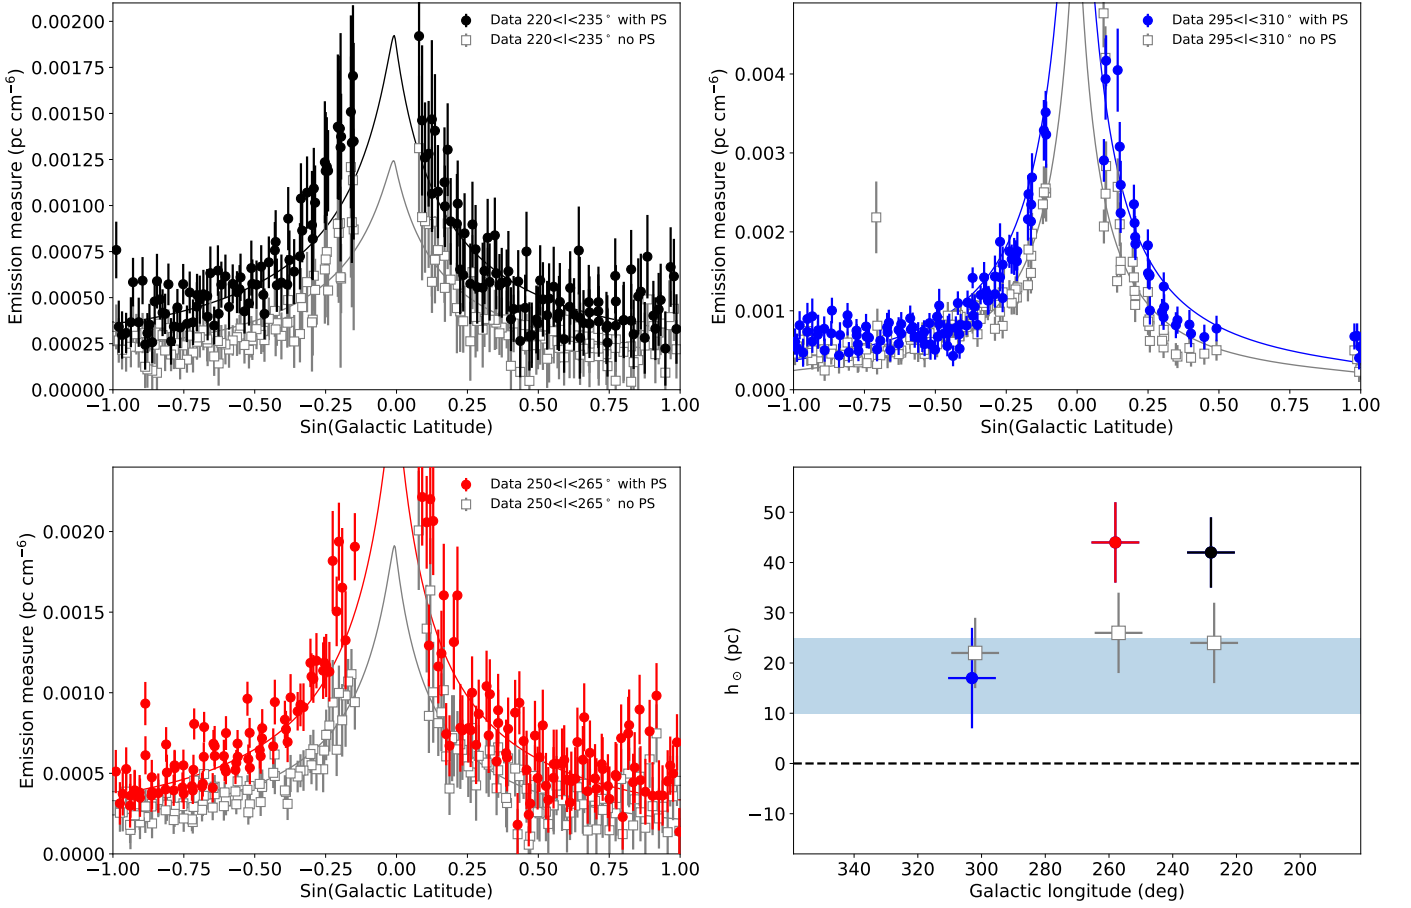 Data 220<l<235° with PS
Data 220<l<235° no PS
0.00200
0.00175
0.00150
0.00125
0.00100
0.00075
0.00050
0.00025
0.00000
Emission measure (pc cm⁻⁶)
−1.00 −0.75 −0.50 −0.25 0.00 0.25 0.50 0.75 1.00
Sin(Galactic Latitude)
Data 295<l<310° with PS
Data 295<l<310° no PS
0.004
0.003
0.002
0.001
0.000
Emission measure (pc cm⁻⁶)
−1.00 −0.75 −0.50 −0.25 0.00 0.25 0.50 0.75 1.00
Sin(Galactic Latitude)
Data 250<l<265° with PS
Data 250<l<265° no PS
0.0020
0.0015
0.0010
0.0005
0.0000
Emission measure (pc cm⁻⁶)
−1.00 −0.75 −0.50 −0.25 0.00 0.25 0.50 0.75 1.00
Sin(Galactic Latitude)
50
40
30
20
10
0
−10
h⊙ (pc)
340 320 300 280 260 240 220 200
Galactic longitude (deg)